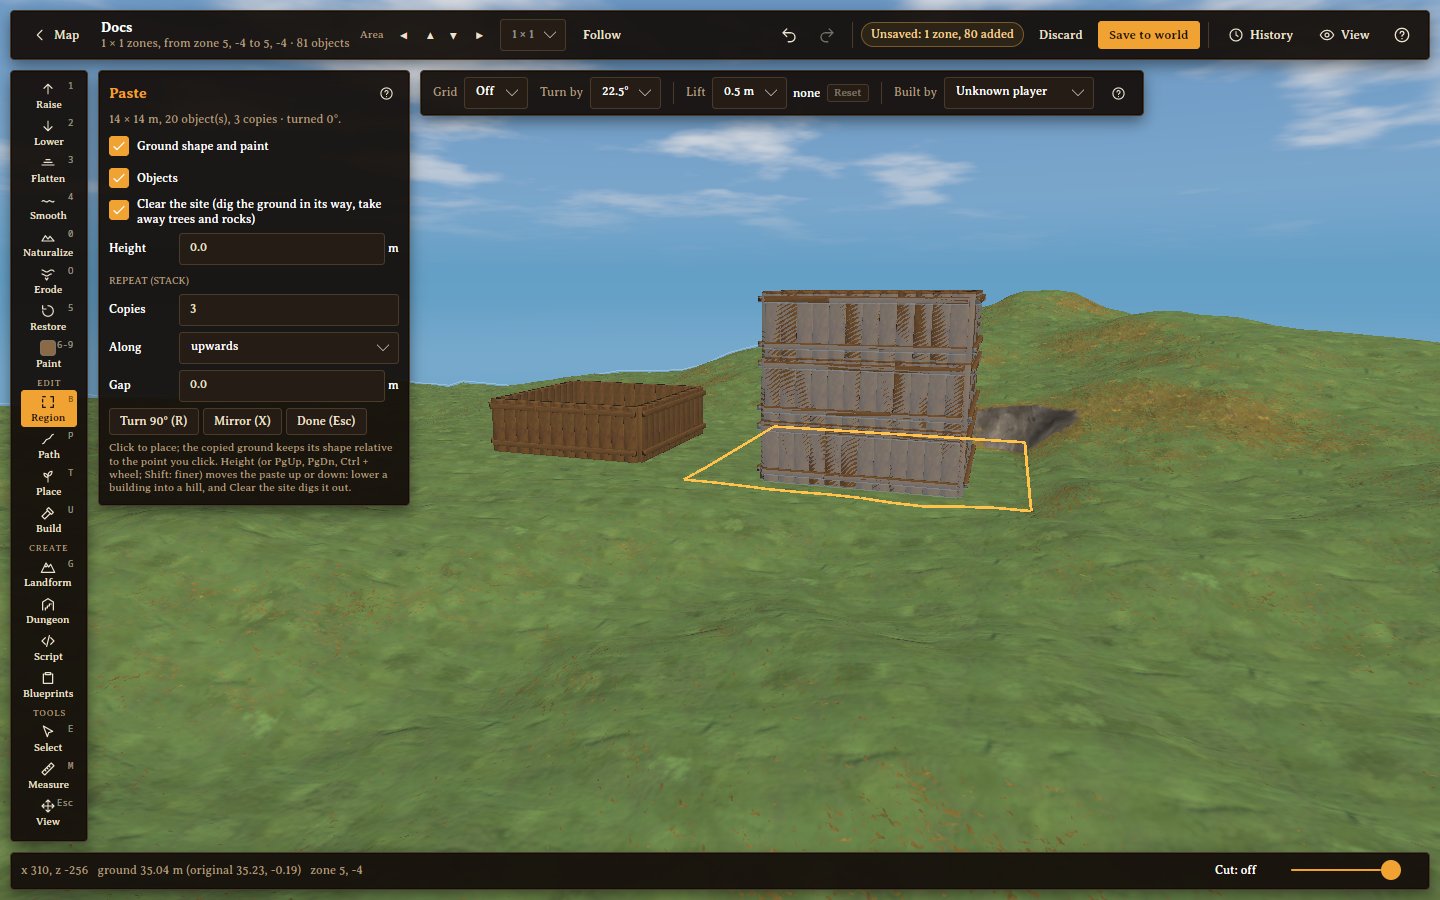 Map
Docs
1 × 1 zones, from zone 5, -4 to 5, -4 · 81 objects
Area
1 × 1
Follow
Unsaved: 1 zone, 80 added
Discard
Save to world
History
View
1
Raise
2
Lower
3
Flatten
4
Smooth
0
Naturalize
O
Erode
5
Restore
6-9
Paint
EDIT
B
Region
P
Path
T
Place
U
Build
CREATE
G
Landform
Dungeon
Script
Blueprints
TOOLS
E
Select
M
Measure
Esc
View
Paste
14 × 14 m, 20 object(s), 3 copies · turned 0°.
Ground shape and paint
Objects
Clear the site (dig the ground in its way, take
away trees and rocks)
Height 0.0 m
REPEAT (STACK)
Copies 3
Along upwards
Gap 0.0 m
Turn 90° (R) Mirror (X) Done (Esc)
Click to place; the copied ground keeps its shape relative
to the point you click. Height (or PgUp, PgDn, Ctrl +
wheel; Shift: finer) moves the paste up or down: lower a
building into a hill, and Clear the site digs it out.
Grid Off Turn by 22.5° Lift 0.5 m none Reset Built by Unknown player
x 310, z -256 ground 35.04 m (original 35.23, -0.19) zone 5, -4
Cut: off